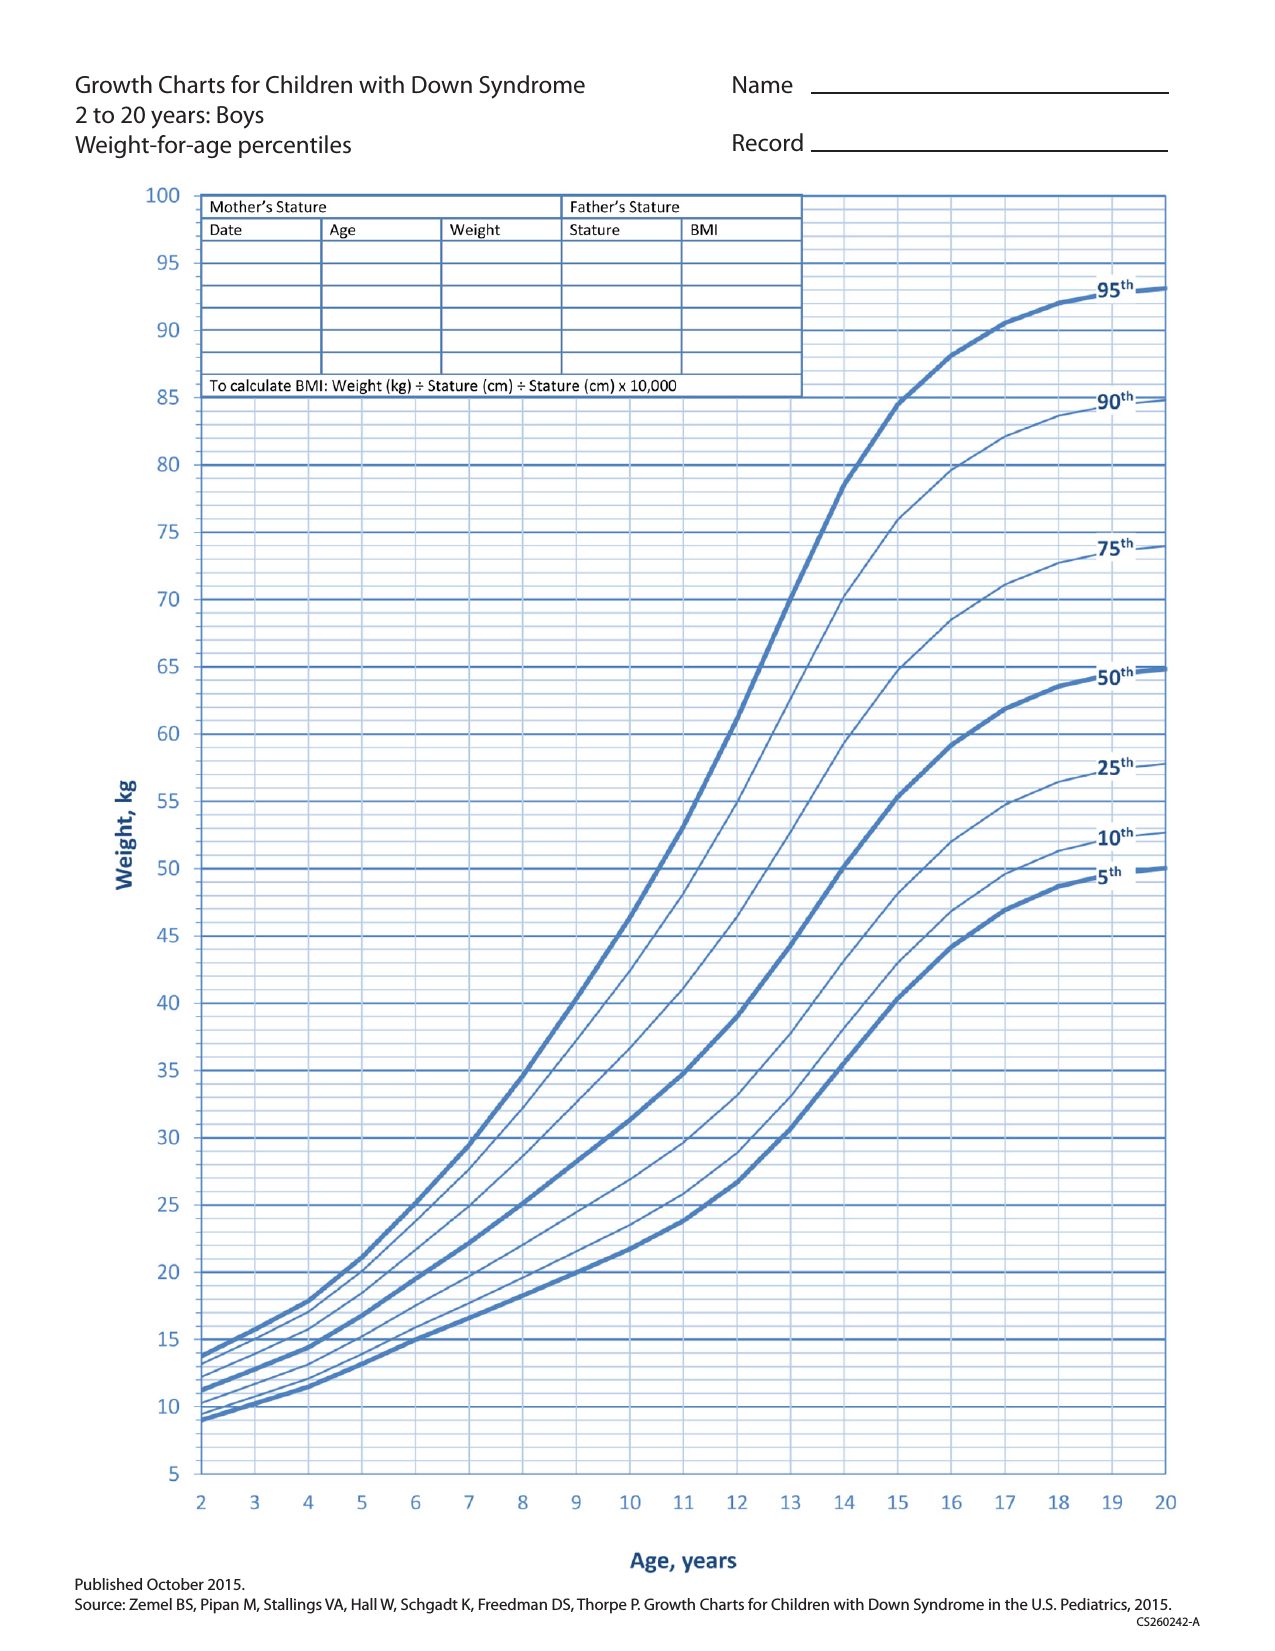 Growth Charts for Children with Down Syndrome
2 to 20 years: Boys
Weight-for-age percentiles
Name
Record
Mother's Stature Father's Stature
Date Age Weight Stature BMI
To calculate BMI: Weight (kg) ÷ Stature (cm) ÷ Stature (cm) x 10,000
100
95
90
85
80
75
70
65
60
55
50
45
40
35
30
25
20
15
10
5
Weight, kg
95th
90th
75th
50th
25th
10th
5th
2 3 4 5 6 7 8 9 10 11 12 13 14 15 16 17 18 19 20
Age, years
Published October 2015.
Source: Zemel BS, Pipan M, Stallings VA, Hall W, Schgadt K, Freedman DS, Thorpe P. Growth Charts for Children with Down Syndrome in the U.S. Pediatrics, 2015.
CS260242-A